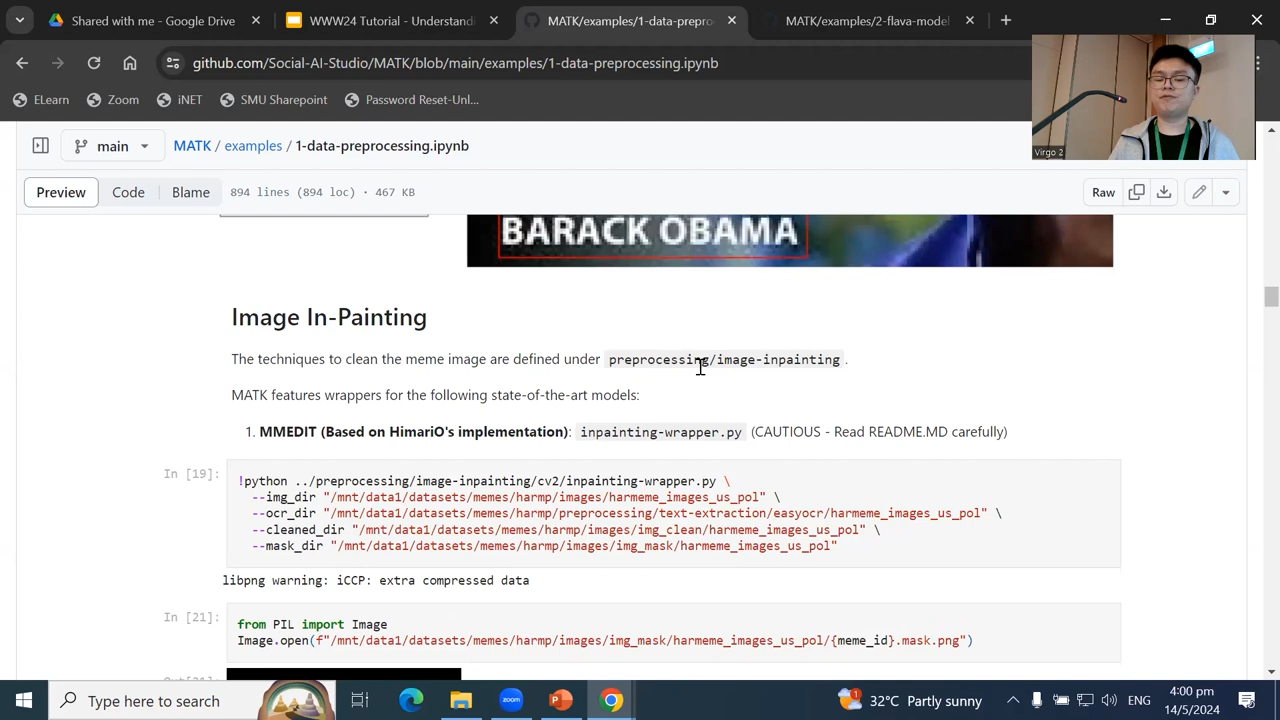 Shared with me - Google Drive
WWW24 Tutorial - Understandi
MATK/examples/1-data-prepro
MATK/examples/2-flava-model
github.com/Social-AI-Studio/MATK/blob/main/examples/1-data-preprocessing.ipynb
ELearn
Zoom
iNET
SMU Sharepoint
Password Reset-Unl...
Virgo 2
main
MATK / examples / 1-data-preprocessing.ipynb
Preview
Code
Blame
894 lines (894 loc) · 467 KB
Raw
BARACK OBAMA
Image In-Painting
The techniques to clean the meme image are defined under preprocessing/image-inpainting .
MATK features wrappers for the following state-of-the-art models:
1. MMEDIT (Based on HimariO's implementation): inpainting-wrapper.py (CAUTIOUS - Read README.MD carefully)
In [19]:
!python ../preprocessing/image-inpainting/cv2/inpainting-wrapper.py \
--img_dir "/mnt/data1/datasets/memes/harmp/images/harmeme_images_us_pol" \
--ocr_dir "/mnt/data1/datasets/memes/harmp/preprocessing/text-extraction/easyocr/harmeme_images_us_pol" \
--cleaned_dir "/mnt/data1/datasets/memes/harmp/images/img_clean/harmeme_images_us_pol" \
--mask_dir "/mnt/data1/datasets/memes/harmp/images/img_mask/harmeme_images_us_pol"
libpng warning: iCCP: extra compressed data
In [21]:
from PIL import Image
Image.open(f"/mnt/data1/datasets/memes/harmp/images/img_mask/harmeme_images_us_pol/{meme_id}.mask.png")
Type here to search
1
32°C Partly sunny
ENG
4:00 pm
14/5/2024